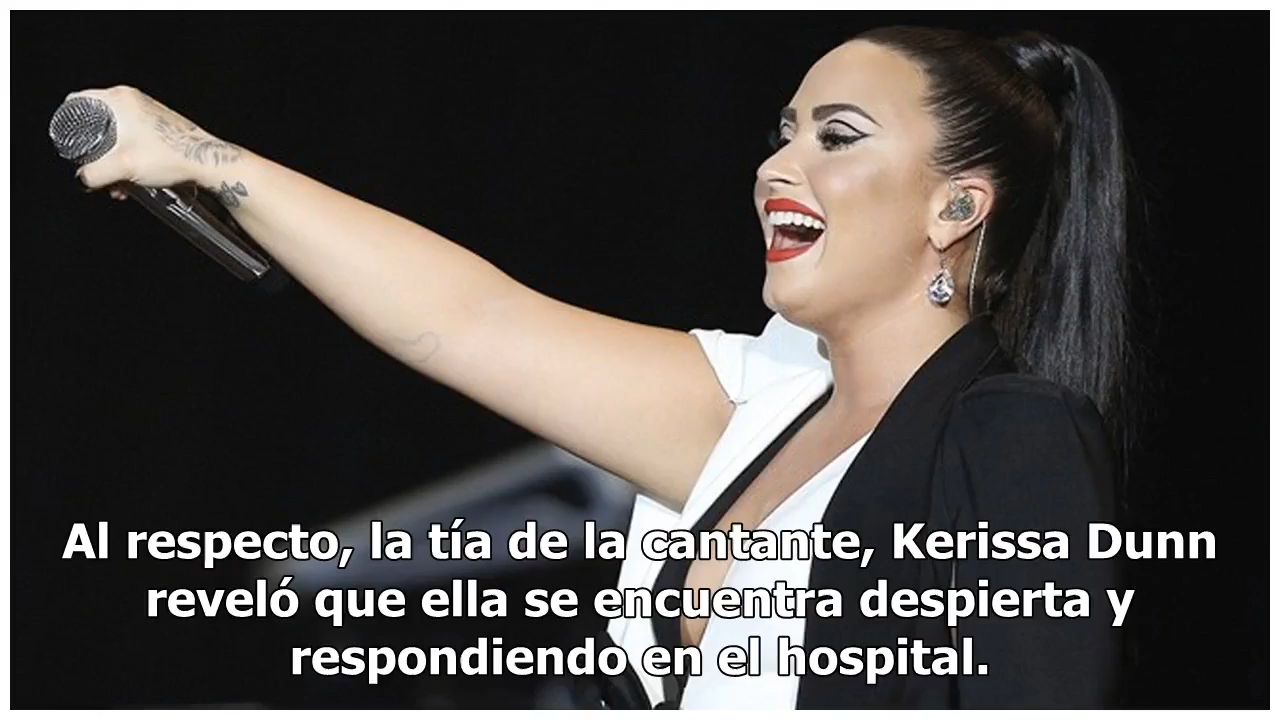 Al respecto, la tía de la cantante, Kerissa Dunn
reveló que ella se encuentra despierta y
respondiendo en el hospital.